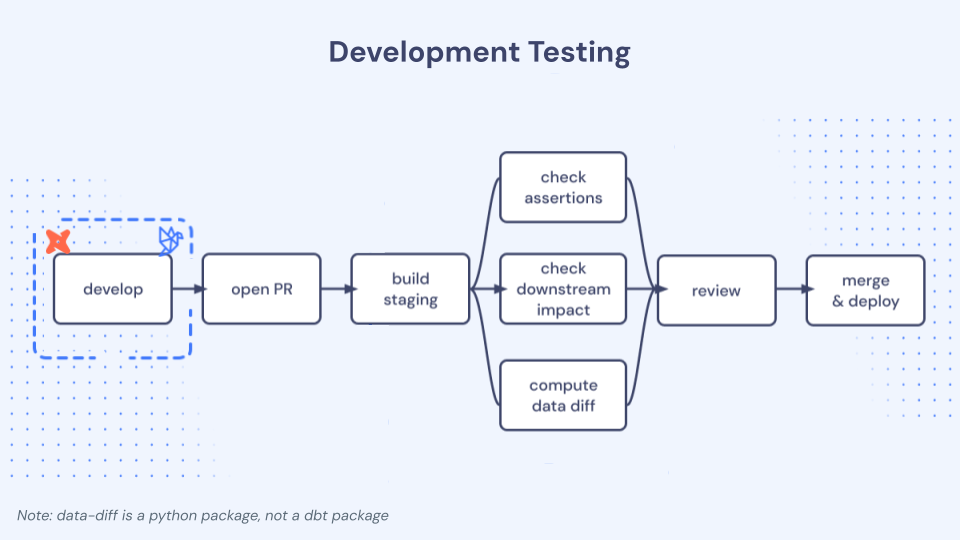 Development Testing
check
assertions
develop
open PR
build
staging
check
downstream
impact
review
merge
& deploy
compute
data diff
Note: data-diff is a python package, not a dbt package